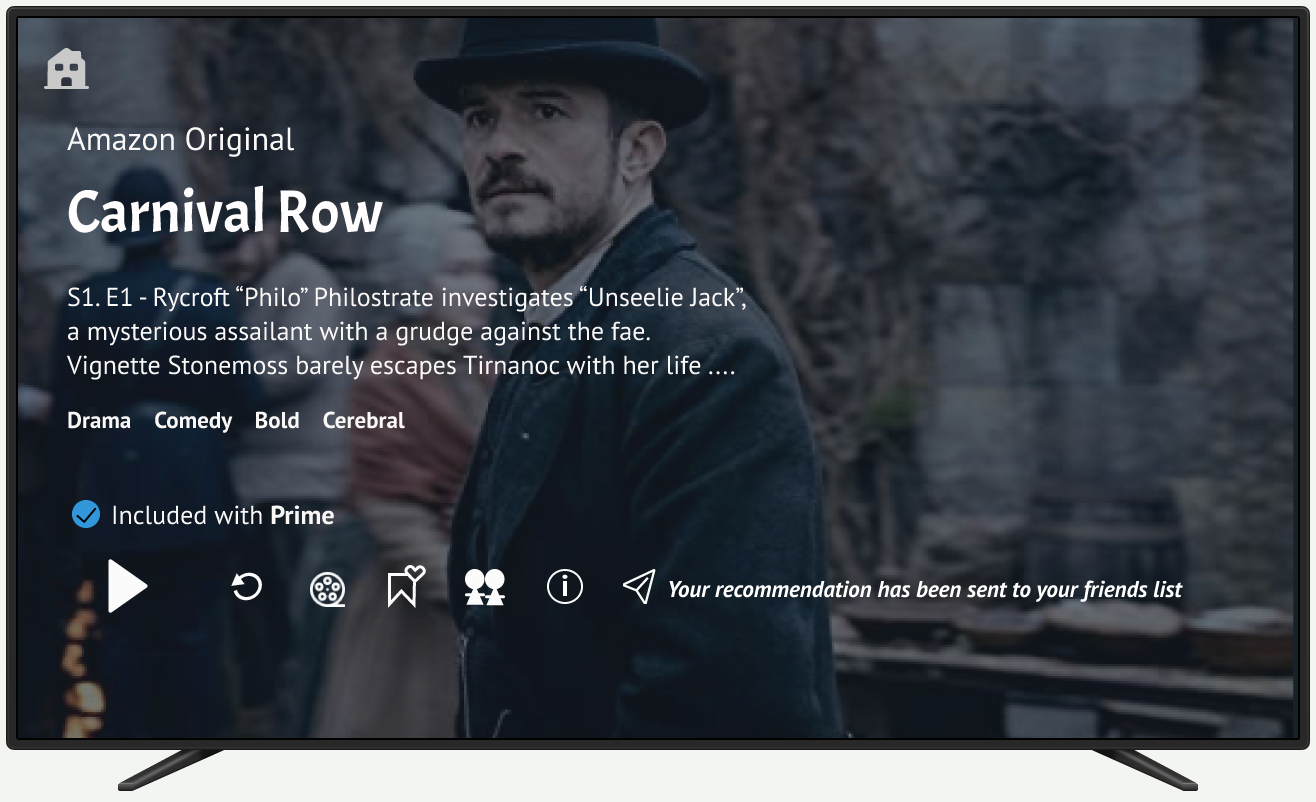 Amazon Original
Carnival Row
S1. E1 - Rycroft “Philo” Philostrate investigates “Unseelie Jack”,
a mysterious assailant with a grudge against the fae.
Vignette Stonemoss barely escapes Tirnanoc with her life ....
Drama Comedy Bold Cerebral
Included with Prime
Your recommendation has been sent to your friends list